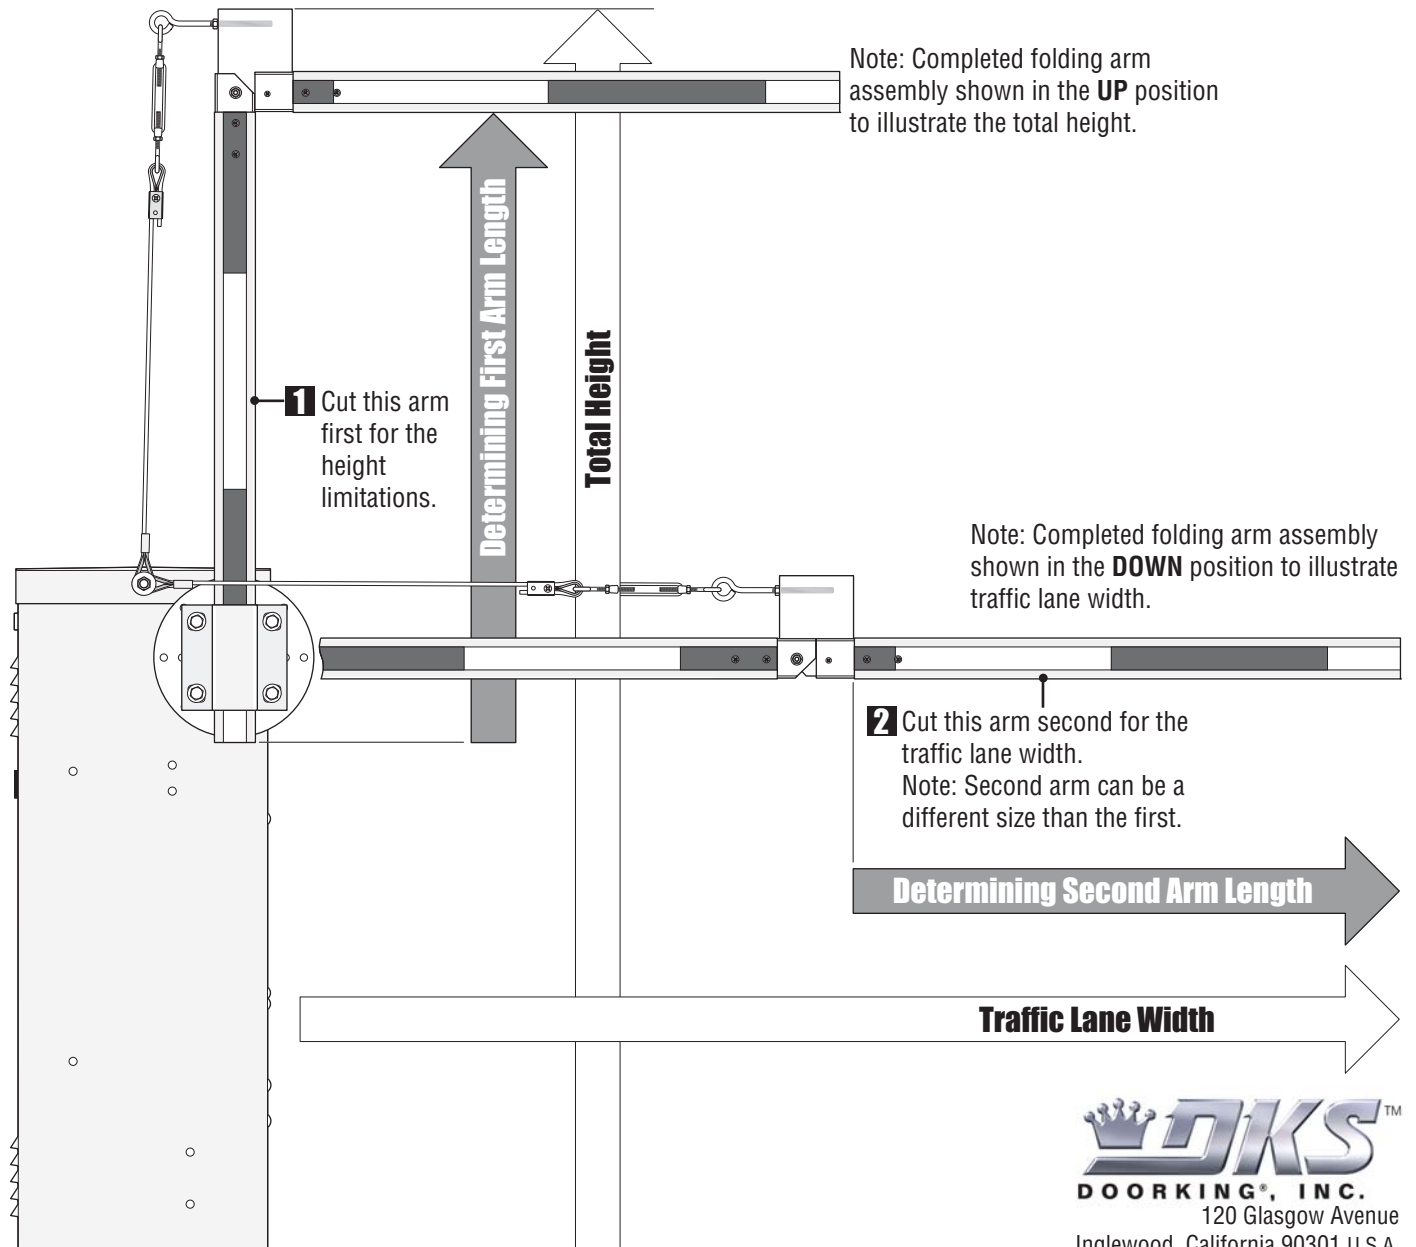 Note: Completed folding arm
assembly shown in the UP position
to illustrate the total height.
Determining First Arm Length
Total Height
1 Cut this arm
first for the
height
limitations.
Note: Completed folding arm assembly
shown in the DOWN position to illustrate
traffic lane width.
2 Cut this arm second for the
traffic lane width.
Note: Second arm can be a
different size than the first.
Determining Second Arm Length
Traffic Lane Width
DKS™
DOORKING®, INC.
120 Glasgow Avenue
Inglewood, California 90301 U.S.A.